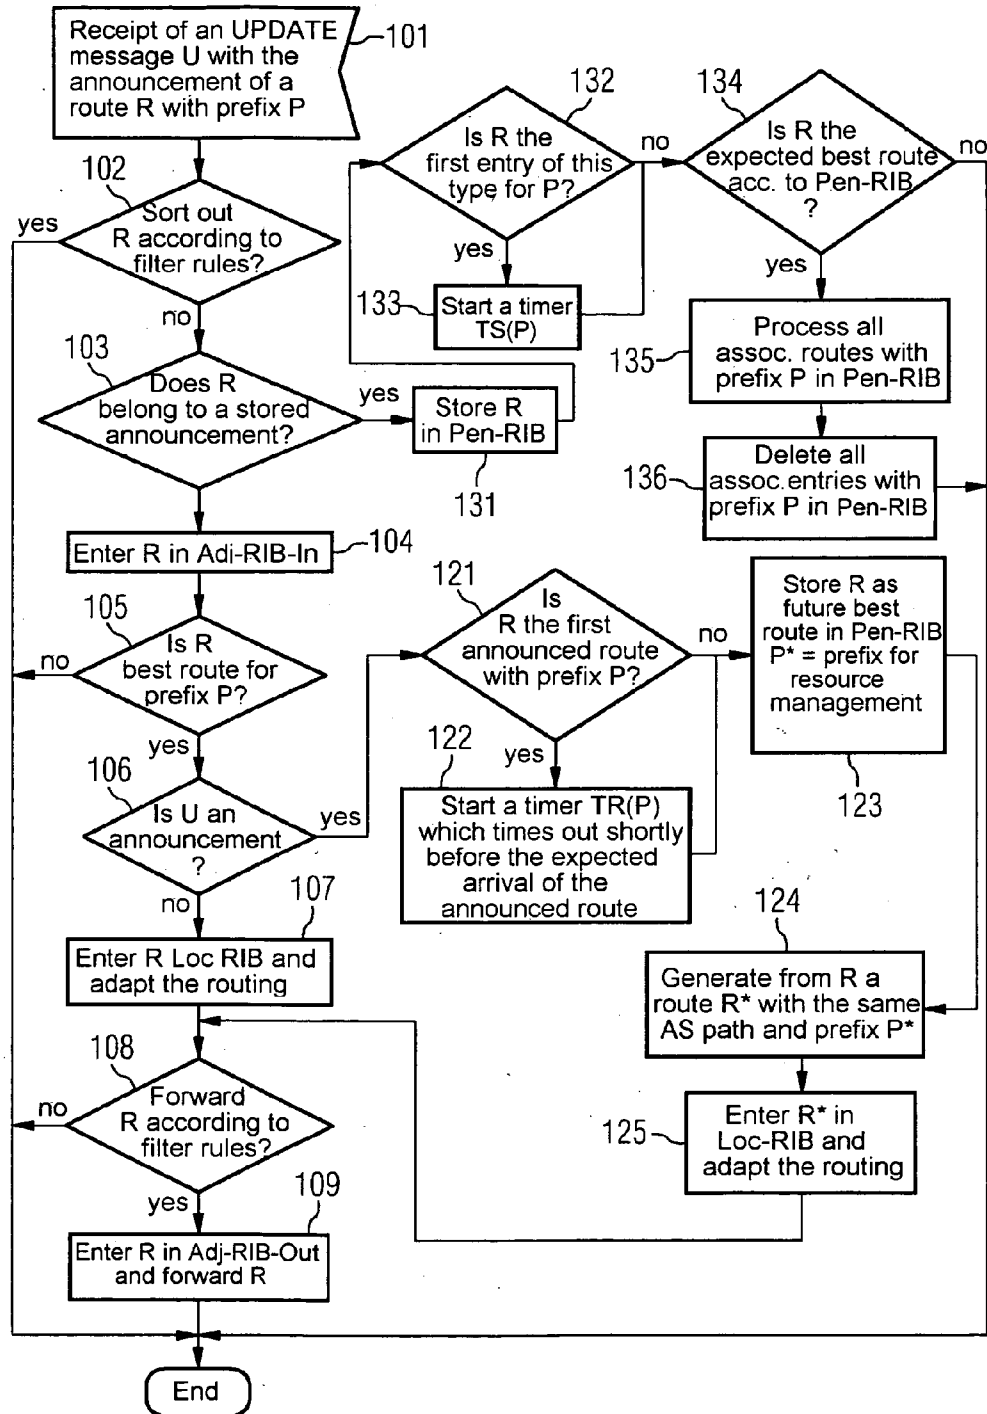 Receipt of an UPDATE
message U with the
announcement of a
route R with prefix P
101
102
Sort out
R according to
filter rules?
yes
no
103
Does R
belong to a stored
announcement?
yes
Store R
in Pen-RIB
131
132
Is R the
first entry of this
type for P?
no
yes
133
Start a timer
TS(P)
134
Is R the
expected best route
acc. to Pen-RIB
?
no
yes
135
Process all
assoc. routes with
prefix P in Pen-RIB
136
Delete all
assoc.entries with
prefix P in Pen-RIB
Enter R in Adj-RIB-In
104
105
Is R
best route for
prefix P?
no
yes
106
Is U an
announcement
?
yes
no
121
Is
R the first
announced route
with prefix P?
no
yes
122
Start a timer TR(P)
which times out shortly
before the expected
arrival of the
announced route
Store R as
future best
route in Pen-RIB
P* = prefix for
resource
management
123
107
Enter R Loc RIB and
adapt the routing
124
Generate from R a
route R* with the same
AS path and prefix P*
125
Enter R* in
Loc-RIB and
adapt the routing
108
Forward
R according to
filter rules?
no
yes
109
Enter R in Adj-RIB-Out
and forward R
End